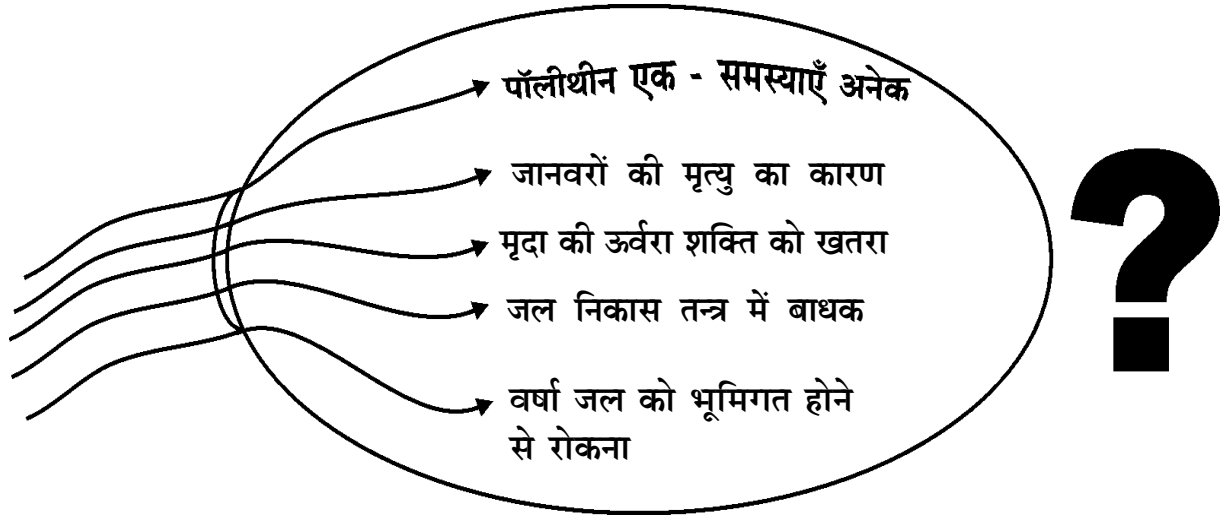 पॉलीथीन एक - समस्याएँ अनेक
जानवरों की मृत्यु का कारण
मृदा की ऊर्वरा शक्ति को खतरा
जल निकास तन्त्र में बाधक
वर्षा जल को भूमिगत होने
से रोकना
?